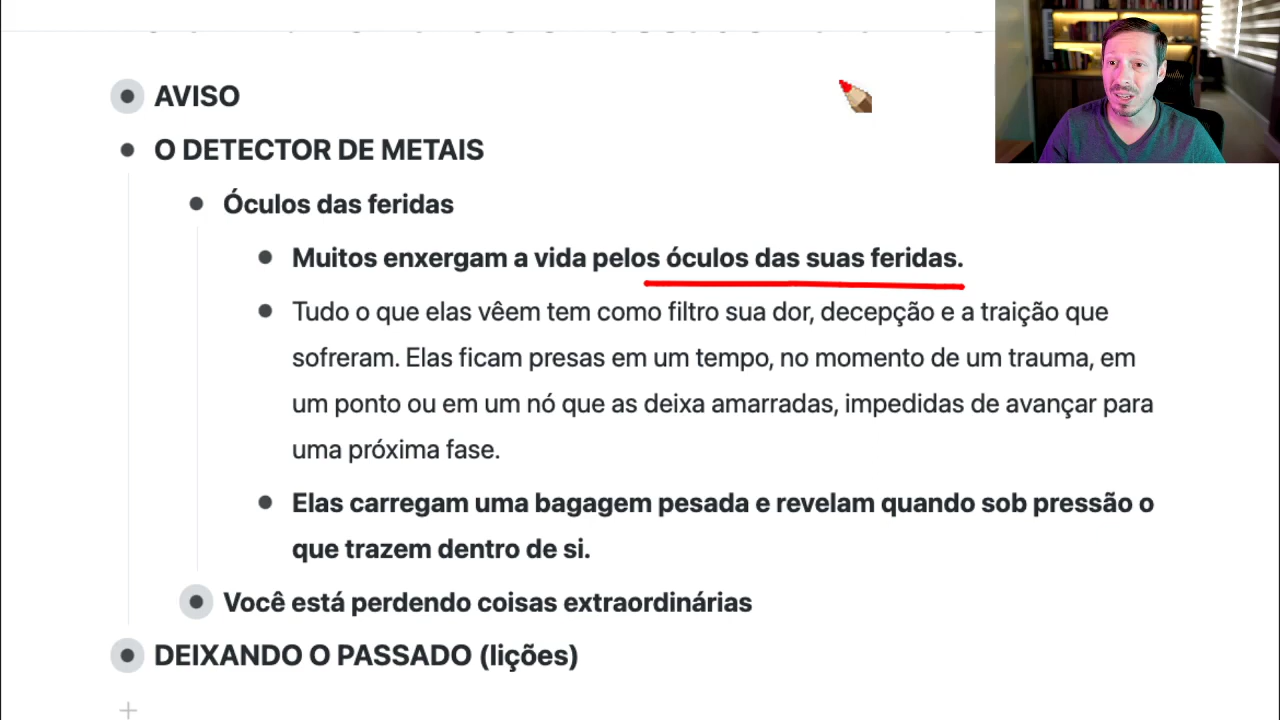 AVISO
O DETECTOR DE METAIS
Óculos das feridas
Muitos enxergam a vida pelos óculos das suas feridas.
Tudo o que elas vêem tem como filtro sua dor, decepção e a traição que
sofreram. Elas ficam presas em um tempo, no momento de um trauma, em
um ponto ou em um nó que as deixa amarradas, impedidas de avançar para
uma próxima fase.
Elas carregam uma bagagem pesada e revelam quando sob pressão o
que trazem dentro de si.
Você está perdendo coisas extraordinárias
DEIXANDO O PASSADO (lições)